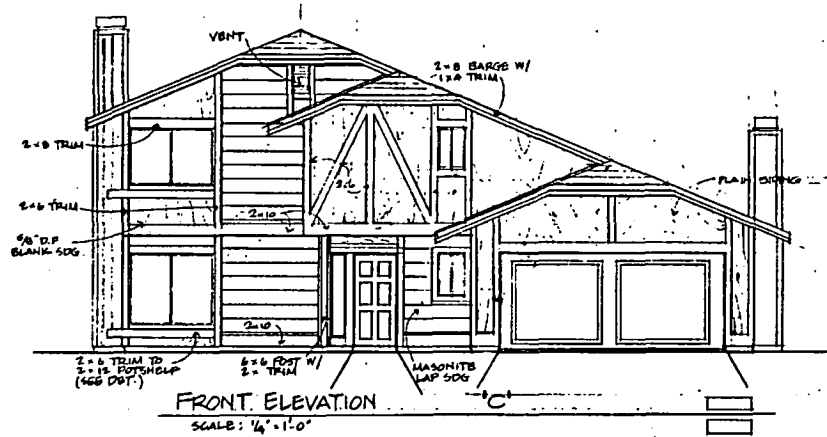 VENT
2x8 BARGE W/
1x4 TRIM
2x8 TRIM
2x6
PLAIN SIDING
2x6 TRIM
2x10
5/8" D.F
BLANK SDG.
2x10
2x6 TRIM TO
2x12 POTSHELF
(SEE DET.)
6x6 POST W/
2x TRIM
MASONITE
LAP SDG
FRONT ELEVATION "C"
SCALE: 1/4" = 1'-0"